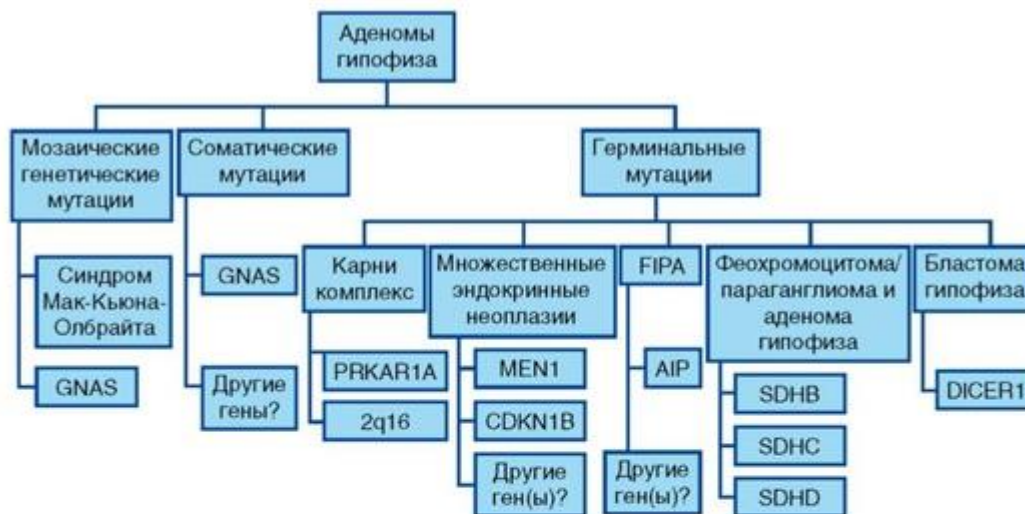 Аденомы
гипофиза
Мозаические
генетические
мутации
Соматические
мутации
Герминальные
мутации
Синдром
Мак-Кьюна-
Олбрайта
GNAS
GNAS
Другие
гены?
Карни
комплекс
PRKAR1A
2q16
Множественные
эндокринные
неоплазии
MEN1
CDKN1B
Другие
ген(ы)?
FIPA
AIP
Другие
ген(ы)?
Феохромоцитома/
параганглиома и
аденома
гипофиза
SDHB
SDHC
SDHD
Бластома
гипофиза
DICER1